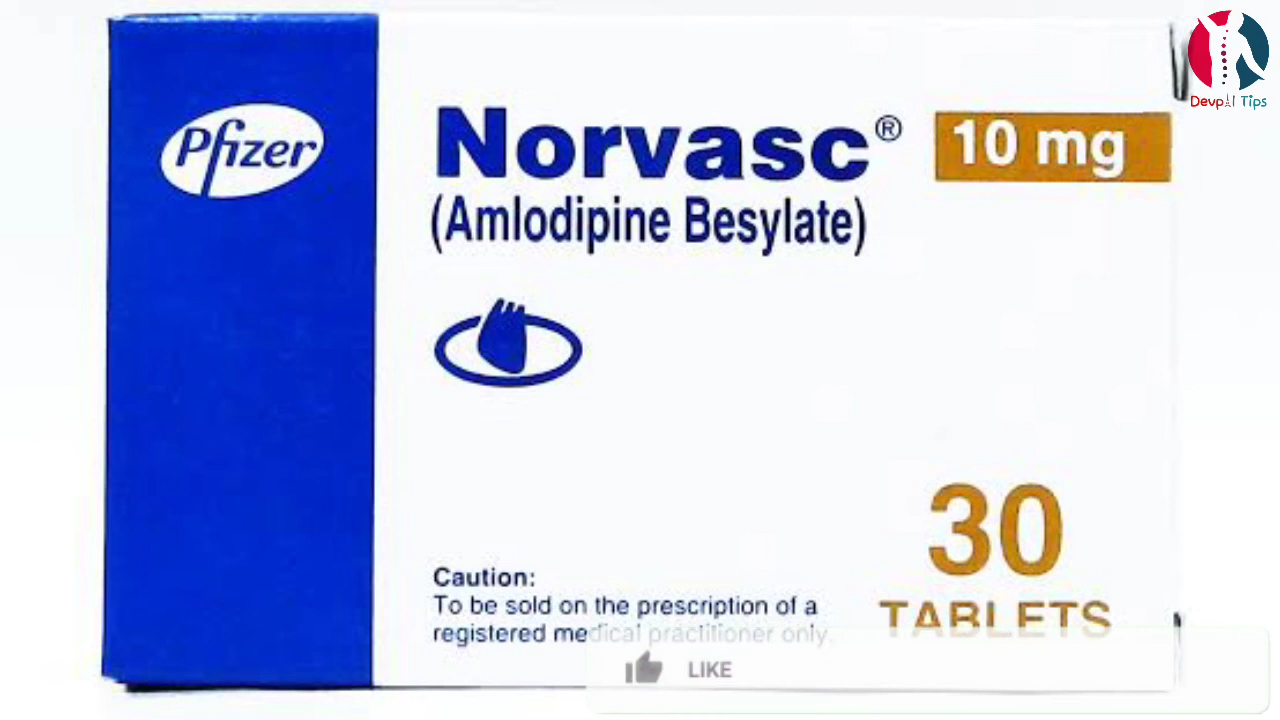 Devpal Tips
Pfizer
Norvasc® 10 mg
(Amlodipine Besylate)
30
TABLETS
Caution:
To be sold on the prescription of a
registered medical practitioner only.
LIKE